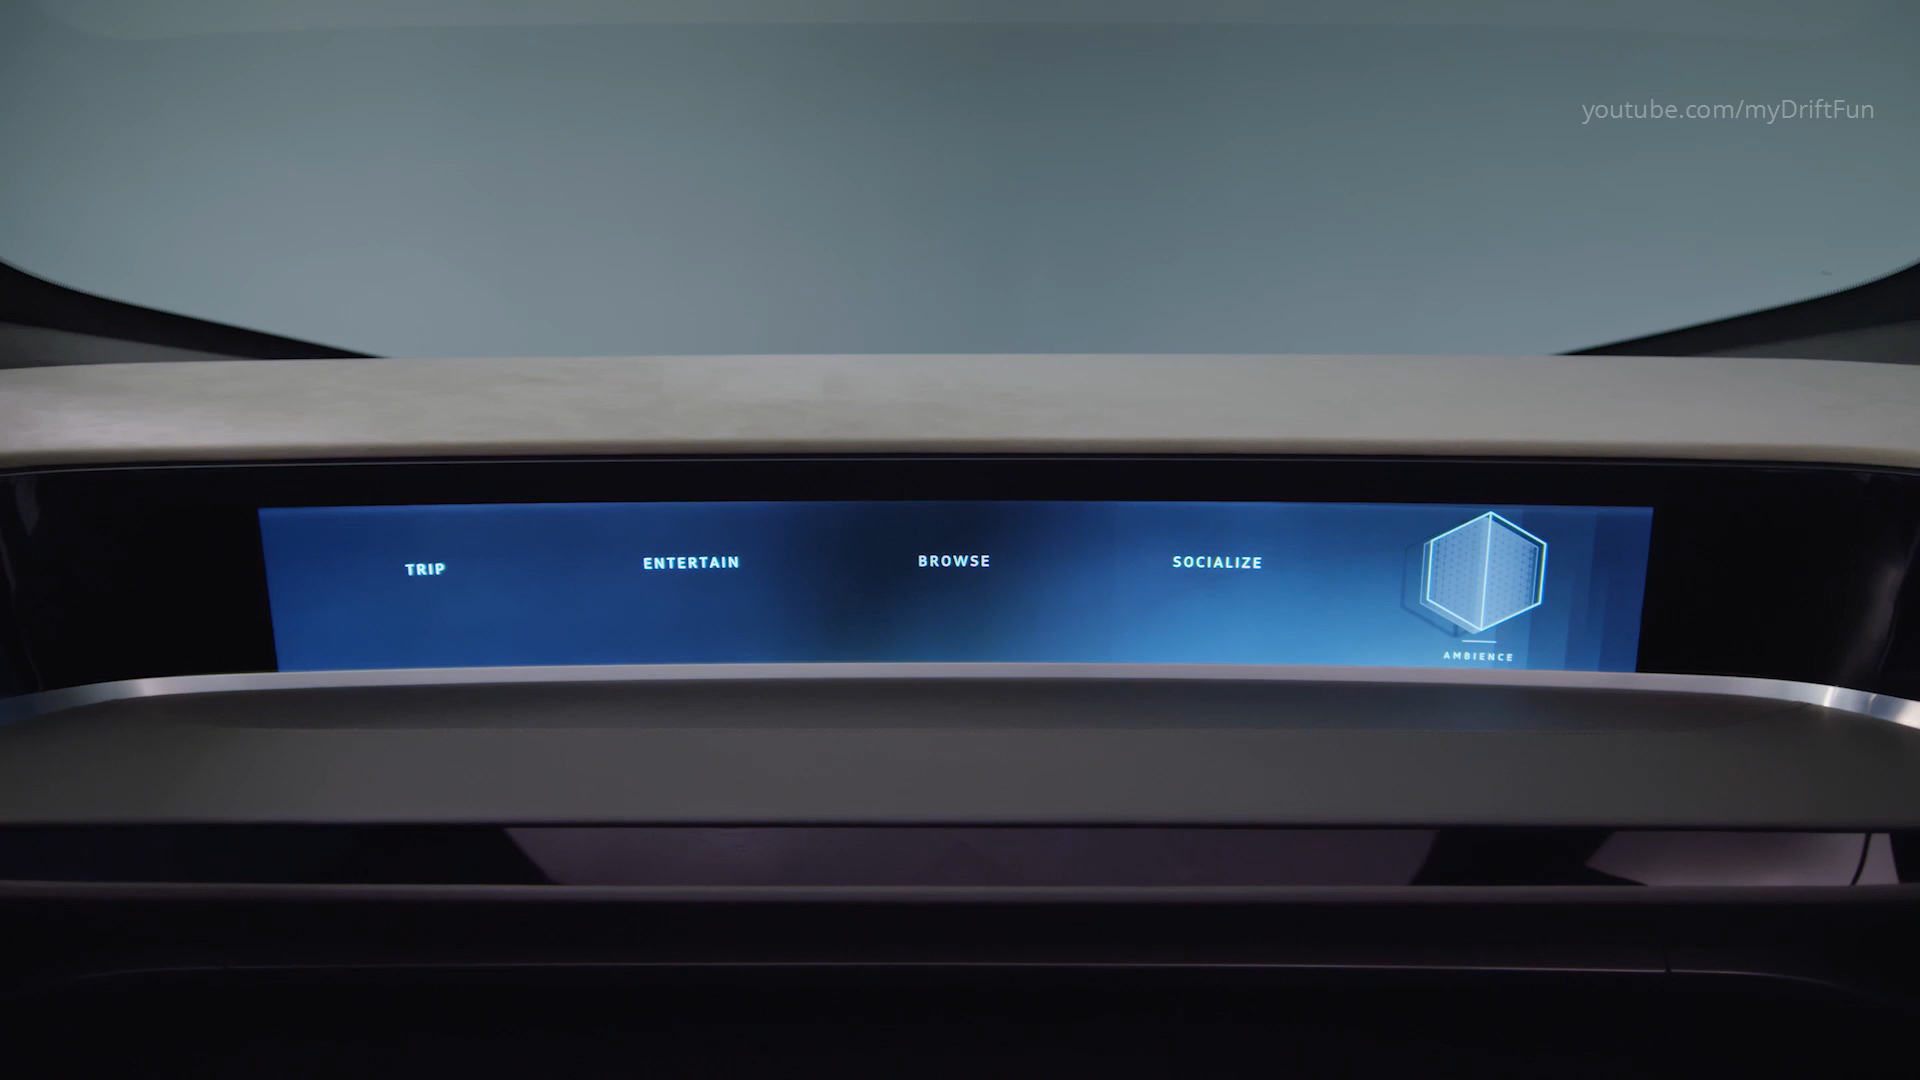 youtube.com/myDriftFun
TRIP
ENTERTAIN
BROWSE
SOCIALIZE
AMBIENCE